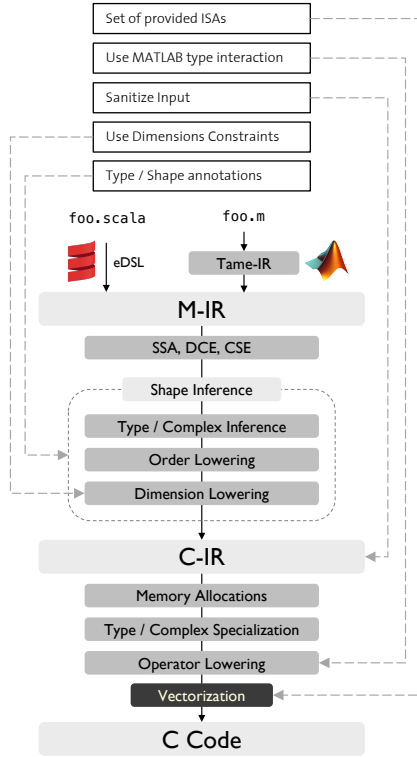 Set of provided ISAs
Use MATLAB type interaction
Sanitize Input
Use Dimensions Constraints
Type / Shape annotations
foo.scala
foo.m
eDSL
Tame-IR
M-IR
SSA, DCE, CSE
Shape Inference
Type / Complex Inference
Order Lowering
Dimension Lowering
C-IR
Memory Allocations
Type / Complex Specialization
Operator Lowering
Vectorization
C Code